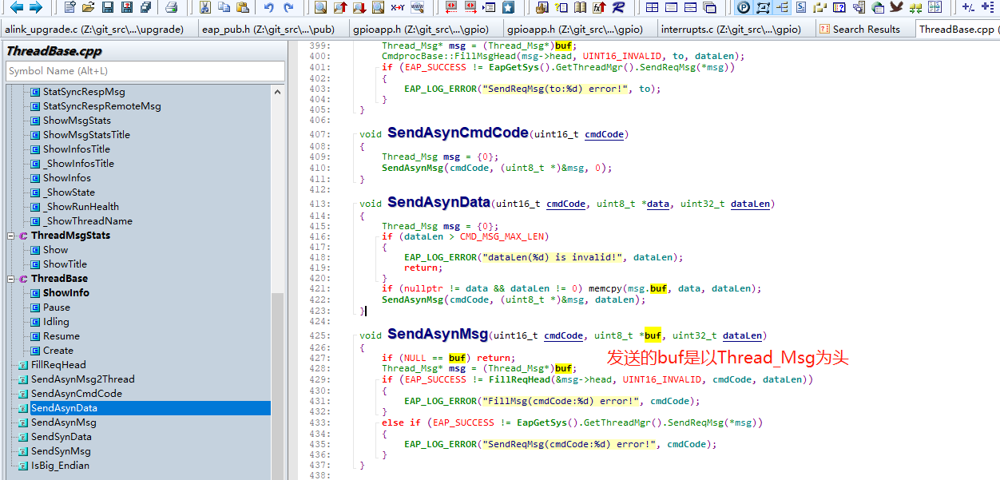 alink_upgrade.c (Z:\git_src\...\upgrade)
eap_pub.h (Z:\git_src\...\pub)
gpioapp.h (Z:\git_src\...\gpio)
gpioapp.h (Z:\git_src\...\gpio)
interrupts.c (Z:\git_src\...\gpio)
Search Results
ThreadBase.cpp (
ThreadBase.cpp
Symbol Name (Alt+L)
StatSyncRespMsg
StatSyncRespRemoteMsg
ShowMsgStats
ShowMsgStatsTitle
ShowInfosTitle
_ShowInfosTitle
ShowInfos
_ShowState
_ShowRunHealth
_ShowThreadName
ThreadMsgStats
Show
ShowTitle
ThreadBase
ShowInfo
Pause
Idling
Resume
Create
FillReqHead
SendAsynMsg2Thread
SendAsynCmdCode
SendAsynData
SendAsynMsg
SendSynData
SendSynMsg
IsBig_Endian
399: Thread_Msg* msg = (Thread_Msg*)buf;
400: CmdprocBase::FillMsgHead(msg->head, UINT16_INVALID, to, dataLen);
401: if (EAP_SUCCESS != EapGetSys().GetThreadMgr().SendReqMsg(*msg))
402: {
403: EAP_LOG_ERROR("SendReqMsg(to:%d) error!", to);
404: }
405: }
406:
407: void SendAsynCmdCode(uint16_t cmdCode)
408: {
409: Thread_Msg msg = {0};
410: SendAsynMsg(cmdCode, (uint8_t *)&msg, 0);
411: }
412:
413: void SendAsynData(uint16_t cmdCode, uint8_t *data, uint32_t dataLen)
414: {
415: Thread_Msg msg = {0};
416: if (dataLen > CMD_MSG_MAX_LEN)
417: {
418: EAP_LOG_ERROR("dataLen(%d) is invalid!", dataLen);
419: return;
420: }
421: if (nullptr != data && dataLen != 0) memcpy(msg.buf, data, dataLen);
422: SendAsynMsg(cmdCode, (uint8_t *)&msg, dataLen);
423: }
424:
425: void SendAsynMsg(uint16_t cmdCode, uint8_t *buf, uint32_t dataLen)
426: {
427: if (NULL == buf) return;
发送的buf是以Thread_Msg为头
428: Thread_Msg* msg = (Thread_Msg*)buf;
429: if (EAP_SUCCESS != FillReqHead(&msg->head, UINT16_INVALID, cmdCode, dataLen))
430: {
431: EAP_LOG_ERROR("FillMsg(cmdCode:%d) error!", cmdCode);
432: }
433: else if (EAP_SUCCESS != EapGetSys().GetThreadMgr().SendReqMsg(*msg))
434: {
435: EAP_LOG_ERROR("SendReqMsg(cmdCode:%d) error!", cmdCode);
436: }
437: }
438: